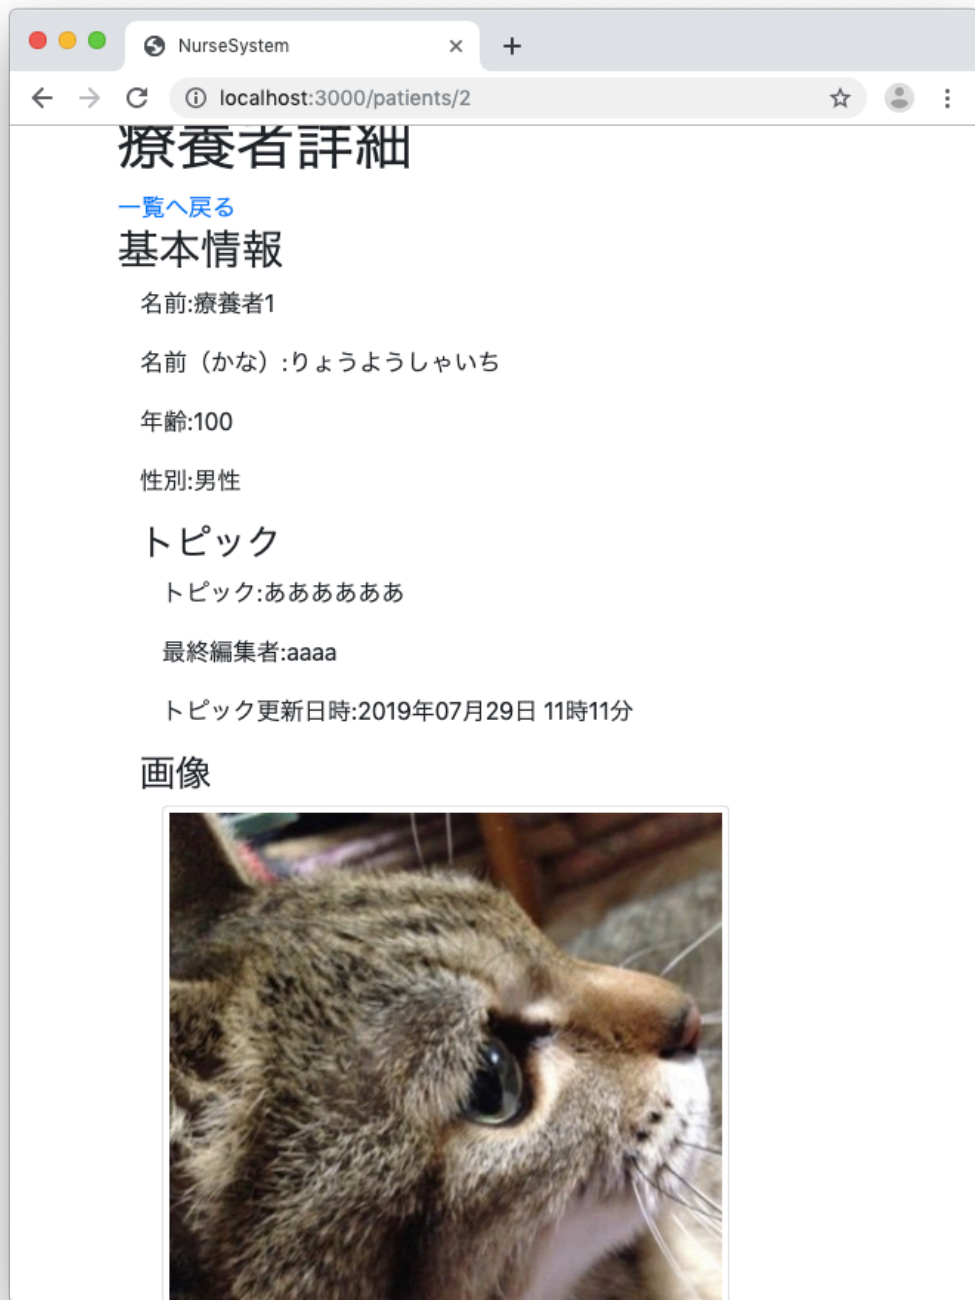 NurseSystem
localhost:3000/patients/2
療養者詳細
一覧へ戻る
基本情報
名前:療養者1
名前（かな）:りょうようしゃいち
年齢:100
性別:男性
トピック
トピック:ああああああ
最終編集者:aaaa
トピック更新日時:2019年07月29日 11時11分
画像